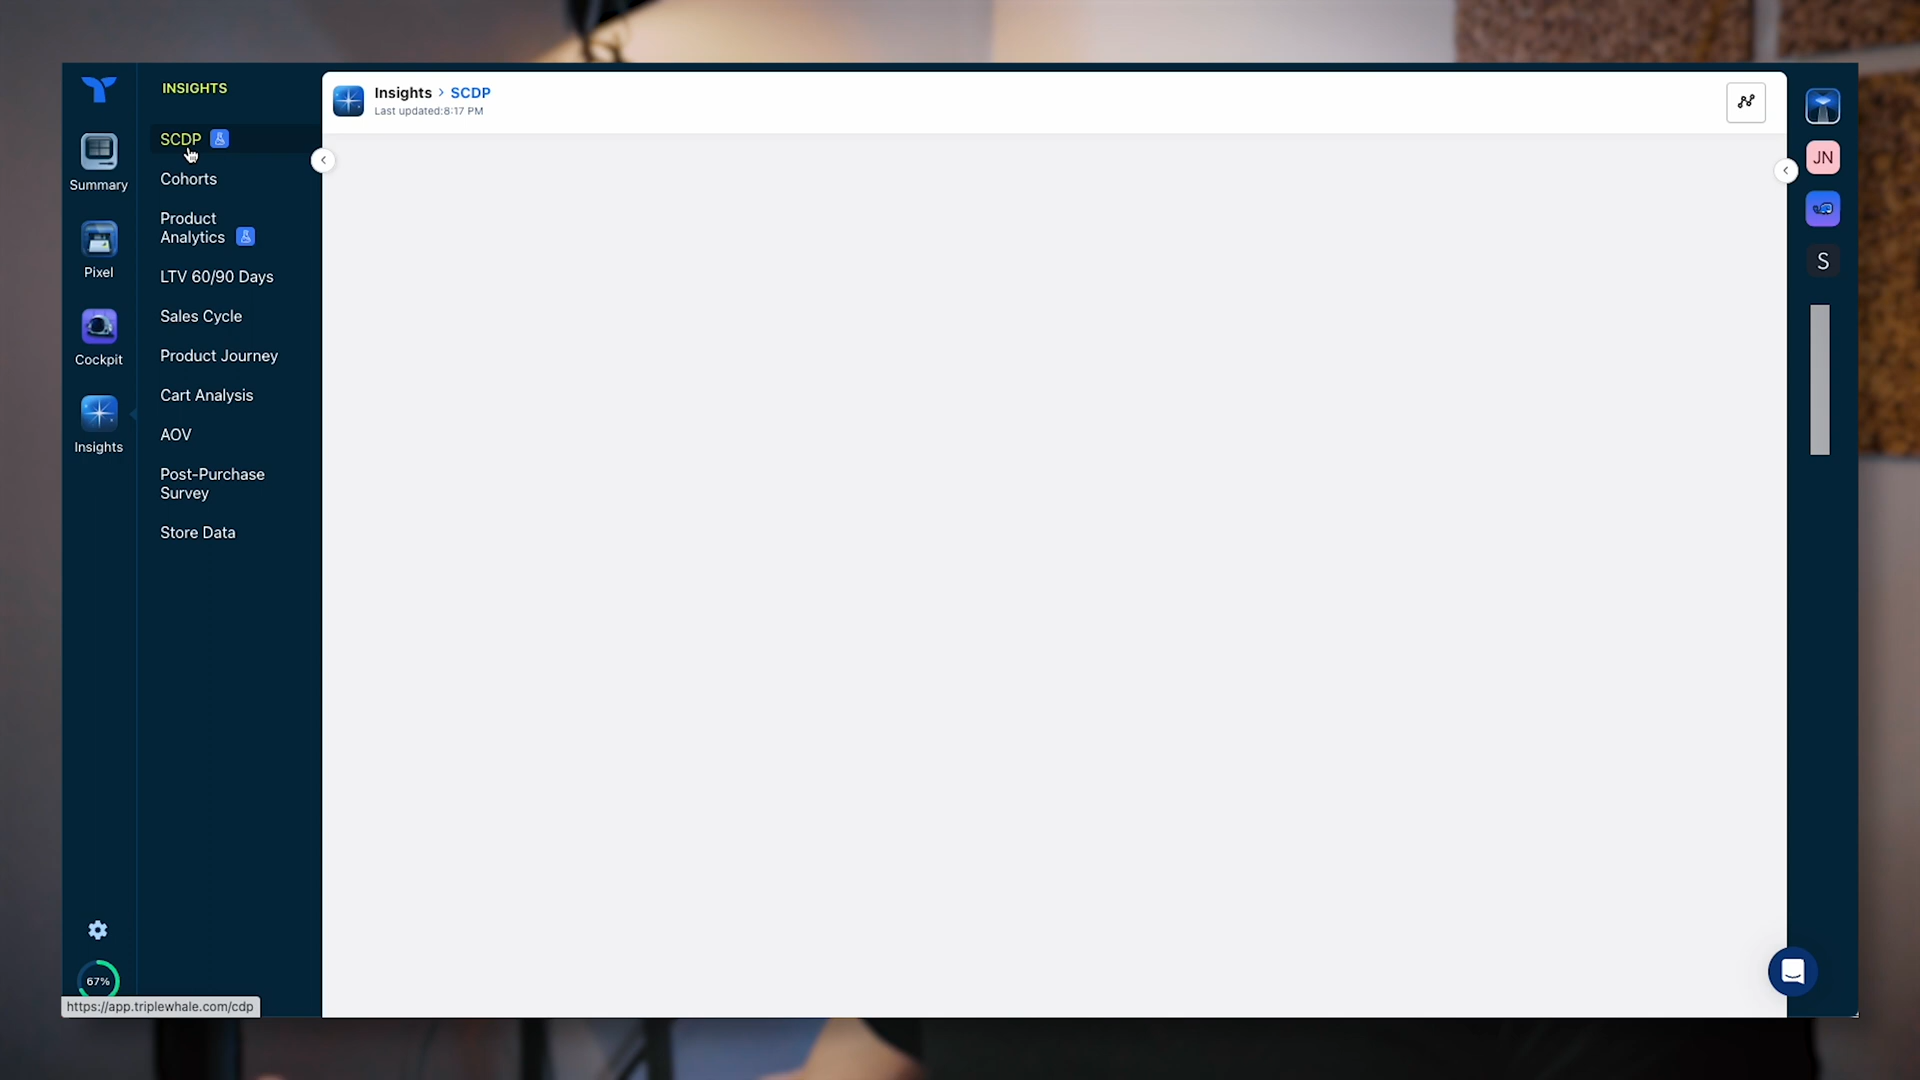 INSIGHTS
SCDP
Cohorts
Product
Analytics
LTV 60/90 Days
Sales Cycle
Product Journey
Cart Analysis
AOV
Post-Purchase
Survey
Store Data
Summary
Pixel
Cockpit
Insights
67%
https://app.triplewhale.com/cdp
Insights > SCDP
Last updated:8:17 PM
JN
S